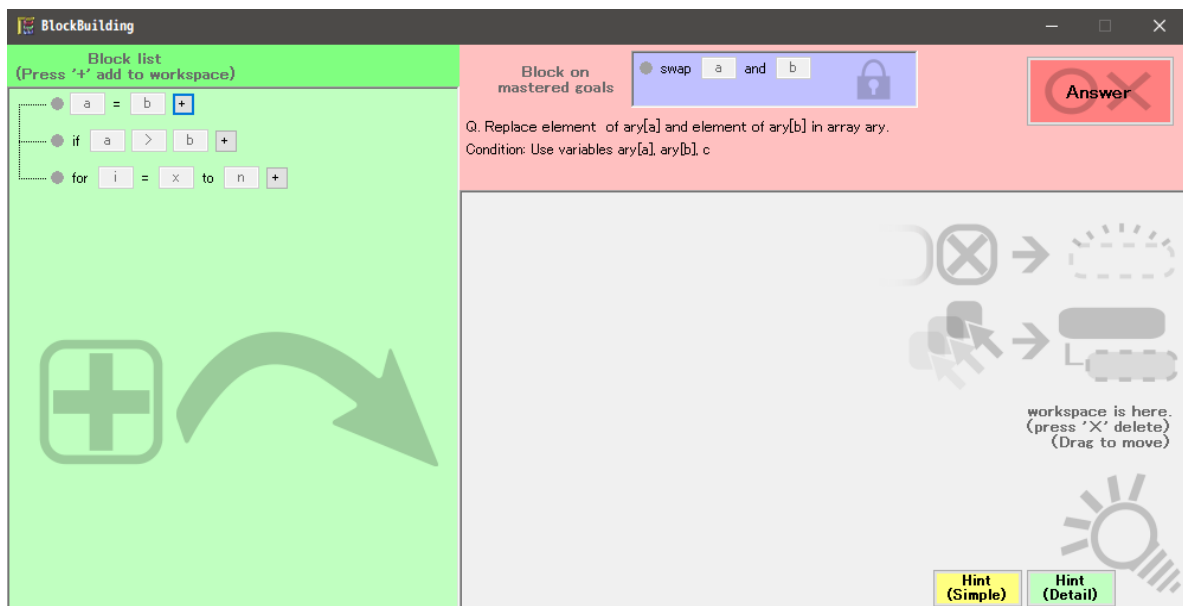 BlockBuilding
Block list
(Press '+' add to workspace)
a = b +
if a > b +
for i = x to n +
Block on
mastered goals
swap a and b
Answer
Q. Replace element of ary[a] and element of ary[b] in array ary.
Condition: Use variables ary[a], ary[b], c
workspace is here.
(press 'X' delete)
(Drag to move)
Hint
(Simple)
Hint
(Detail)